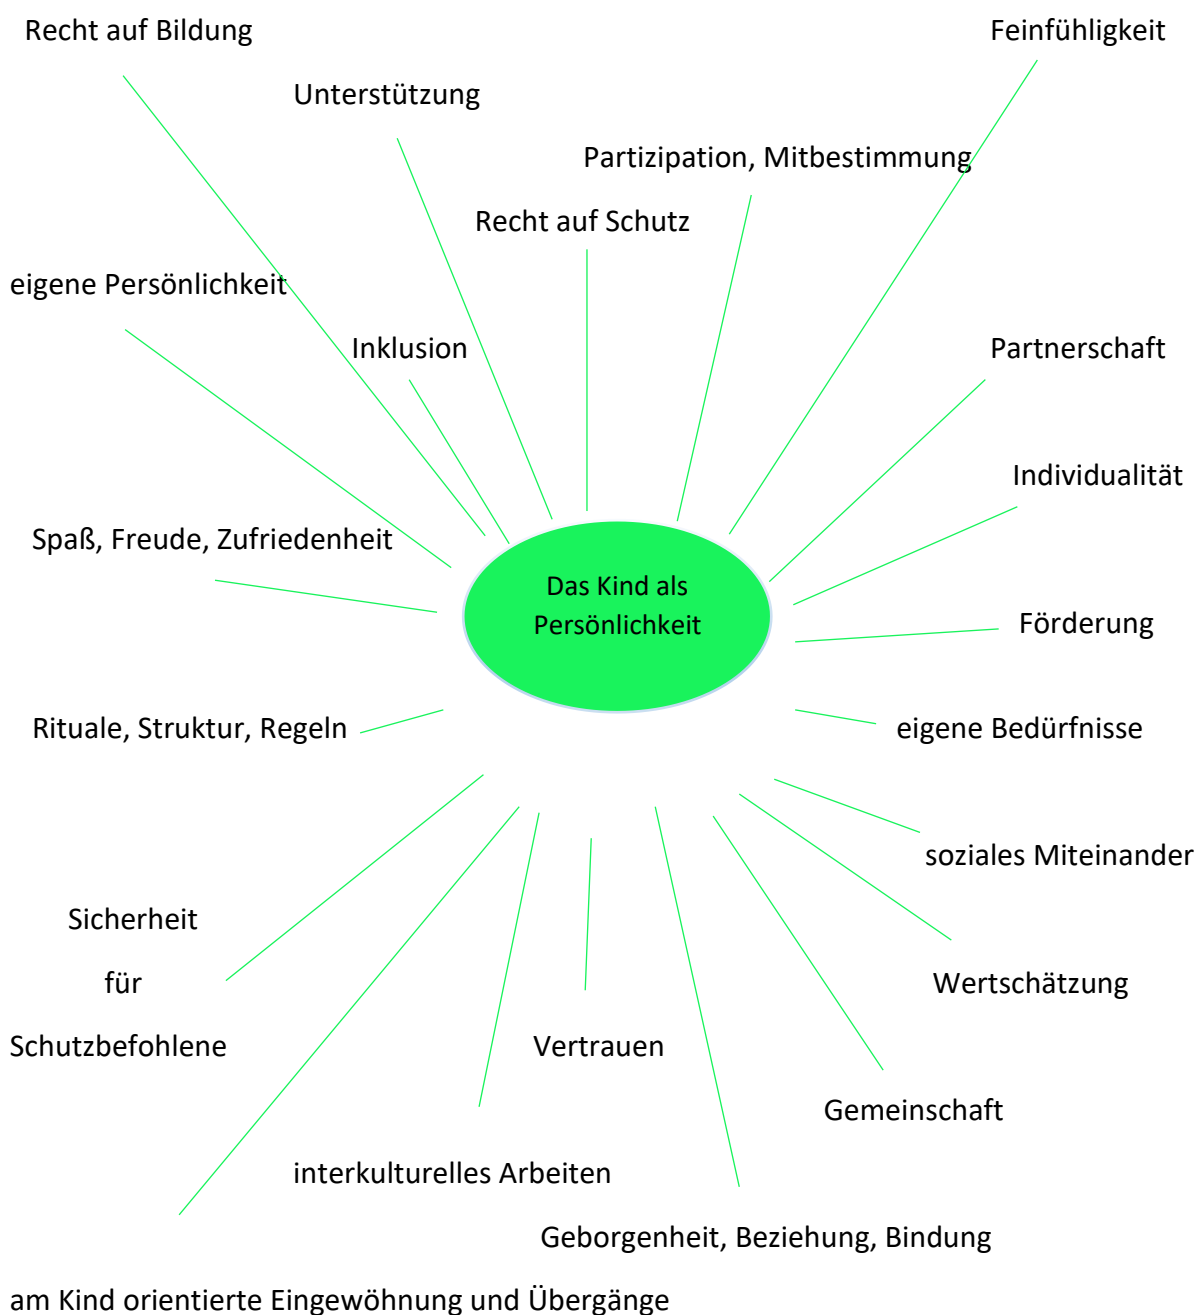 Recht auf Bildung
Feinfühligkeit
Unterstützung
Partizipation, Mitbestimmung
Recht auf Schutz
eigene Persönlichkeit
Inklusion
Partnerschaft
Individualität
Spaß, Freude, Zufriedenheit
Das Kind als
Persönlichkeit
Förderung
Rituale, Struktur, Regeln
eigene Bedürfnisse
soziales Miteinander
Sicherheit
für
Schutzbefohlene
Wertschätzung
Vertrauen
Gemeinschaft
interkulturelles Arbeiten
Geborgenheit, Beziehung, Bindung
am Kind orientierte Eingewöhnung und Übergänge